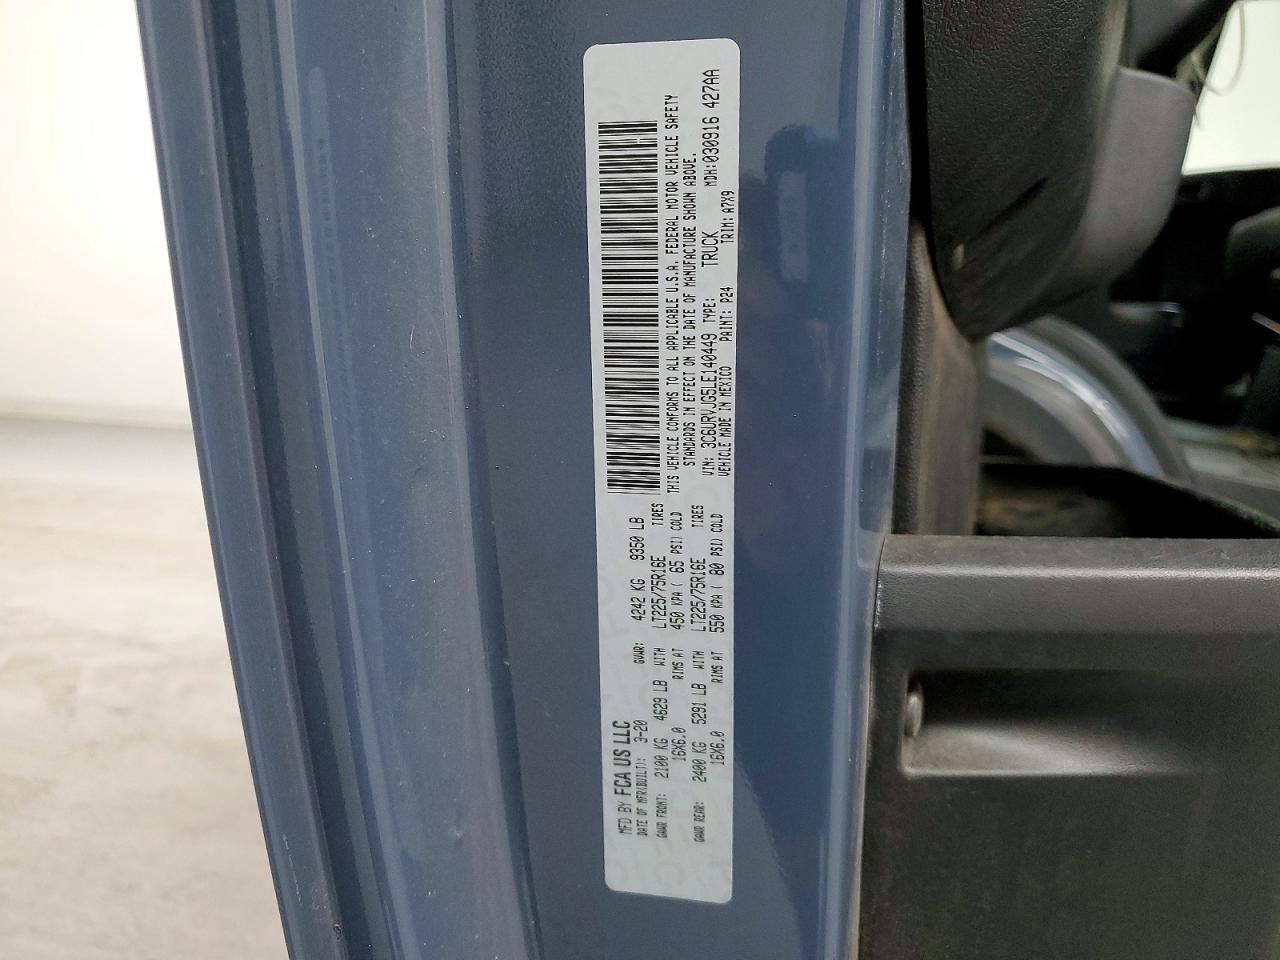 MFD BY FCA US LLC
DATE OF MFR(BUILT): 3-20 GVWR: 4242 KG 9350 LB
GAWR FRONT: 2100 KG 4629 LB WITH LT225/75R16E TIRES
16X6.0 RIMS AT 450 KPA ( 65 PSI) COLD
GAWR REAR: 2400 KG 5291 LB WITH LT225/75R16E TIRES
16X6.0 RIMS AT 550 KPA ( 80 PSI) COLD
THIS VEHICLE CONFORMS TO ALL APPLICABLE U.S.A. FEDERAL MOTOR VEHICLE SAFETY
STANDARDS IN EFFECT ON THE DATE OF MANUFACTURE SHOWN ABOVE.
VIN: 3C6URVJG5LE140449 TYPE: TRUCK MDH:030916 427AA
VEHICLE MADE IN MEXICO PAINT: P24 TRIM: A7X9